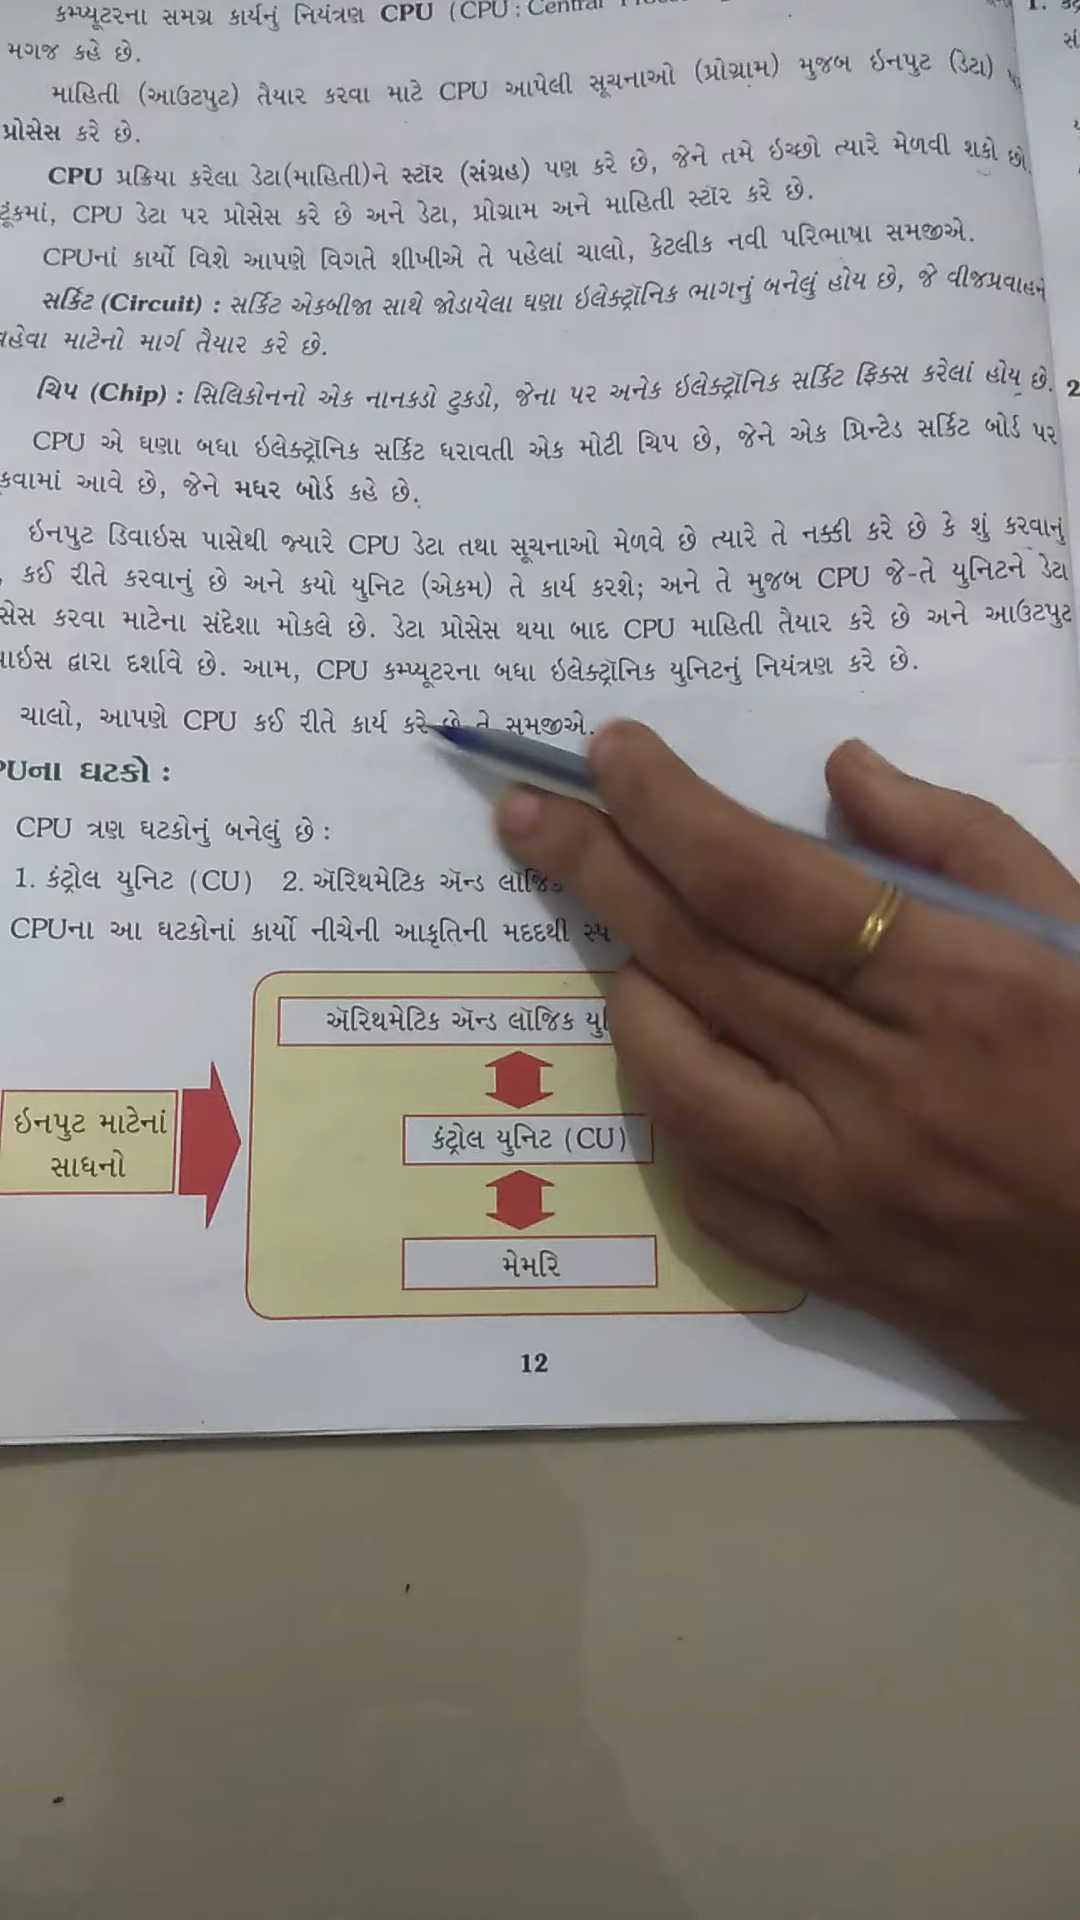 કમ્પ્યૂટરના સમગ્ર કાર્યનું નિયંત્રણ CPU (CPU : Central
મગજ કહે છે.
માહિતી (આઉટપુટ) તૈયાર કરવા માટે CPU આપેલી સૂચનાઓ (પ્રોગ્રામ) મુજબ ઇનપુટ (ડેટા)
પ્રોસેસ કરે છે.
CPU પ્રક્રિયા કરેલા ડેટા(માહિતી)ને સ્ટૉર (સંગ્રહ) પણ કરે છે, જેને તમે ઇચ્છો ત્યારે મેળવી શકો છો.
ટૂંકમાં, CPU ડેટા પર પ્રોસેસ કરે છે અને ડેટા, પ્રોગ્રામ અને માહિતી સ્ટૉર કરે છે.
CPUનાં કાર્યો વિશે આપણે વિગતે શીખીએ તે પહેલાં ચાલો, કેટલીક નવી પરિભાષા સમજીએ.
સર્કિટ (Circuit) : સર્કિટ એકબીજા સાથે જોડાયેલા ઘણા ઇલેક્ટ્રૉનિક ભાગનું બનેલું હોય છે, જે વીજપ્રવાહને
વહેવા માટેનો માર્ગ તૈયાર કરે છે.
ચિપ (Chip) : સિલિકોનનો એક નાનકડો ટુકડો, જેના પર અનેક ઇલેક્ટ્રૉનિક સર્કિટ ફિક્સ કરેલાં હોય છે.
2
CPU એ ઘણા બધા ઇલેક્ટ્રૉનિક સર્કિટ ધરાવતી એક મોટી ચિપ છે, જેને એક પ્રિન્ટેડ સર્કિટ બોર્ડ પર
કવામાં આવે છે, જેને મધર બોર્ડ કહે છે.
ઇનપુટ ડિવાઇસ પાસેથી જ્યારે CPU ડેટા તથા સૂચનાઓ મેળવે છે ત્યારે તે નક્કી કરે છે કે શું કરવાનું
, કઈ રીતે કરવાનું છે અને કયો યુનિટ (એકમ) તે કાર્ય કરશે; અને તે મુજબ CPU જે-તે યુનિટને ડેટા
સેસ કરવા માટેના સંદેશા મોકલે છે. ડેટા પ્રોસેસ થયા બાદ CPU માહિતી તૈયાર કરે છે અને આઉટપુટ
વાઇસ દ્વારા દર્શાવે છે. આમ, CPU કમ્પ્યૂટરના બધા ઇલેક્ટ્રૉનિક યુનિટનું નિયંત્રણ કરે છે.
ચાલો, આપણે CPU કઈ રીતે કાર્ય કરે છે તે સમજીએ.
PUના ઘટકો :
CPU ત્રણ ઘટકોનું બનેલું છે :
1. કંટ્રોલ યુનિટ (CU) 2. ઍરિથમેટિક ઍન્ડ લૉજિક
CPUના આ ઘટકોનાં કાર્યો નીચેની આકૃતિની મદદથી સ્પ
ઍરિથમેટિક ઍન્ડ લૉજિક યુ
ઇનપુટ માટેનાં
સાધનો
કંટ્રોલ યુનિટ (CU)
મેમરિ
12